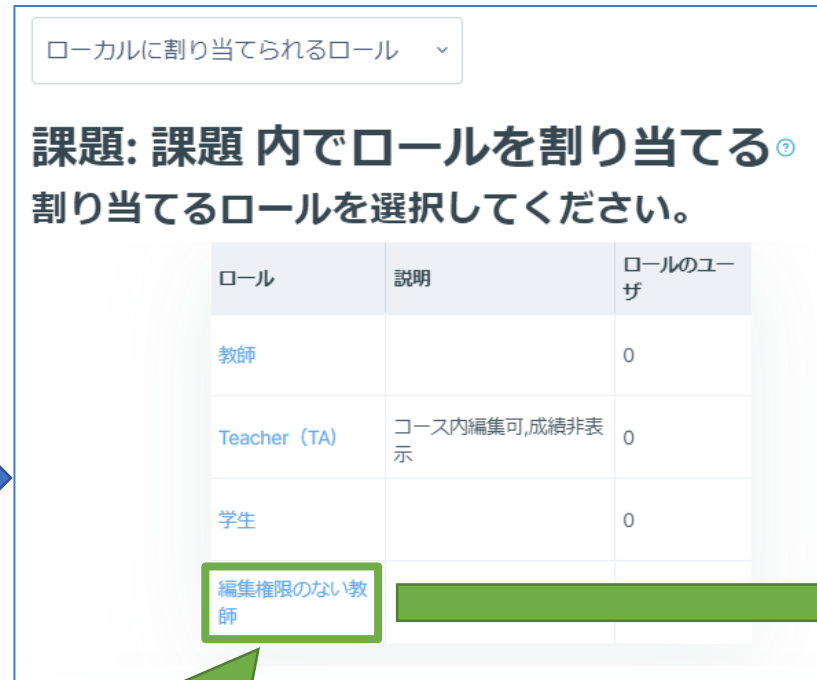 ローカルに割り当てられるロール
課題: 課題 内でロールを割り当てる
割り当てるロールを選択してください。
ロール 説明 ロールのユー
ザ
教師 0
Teacher（TA） コース内編集可,成績非表
示 0
学生 0
編集権限のない教
師